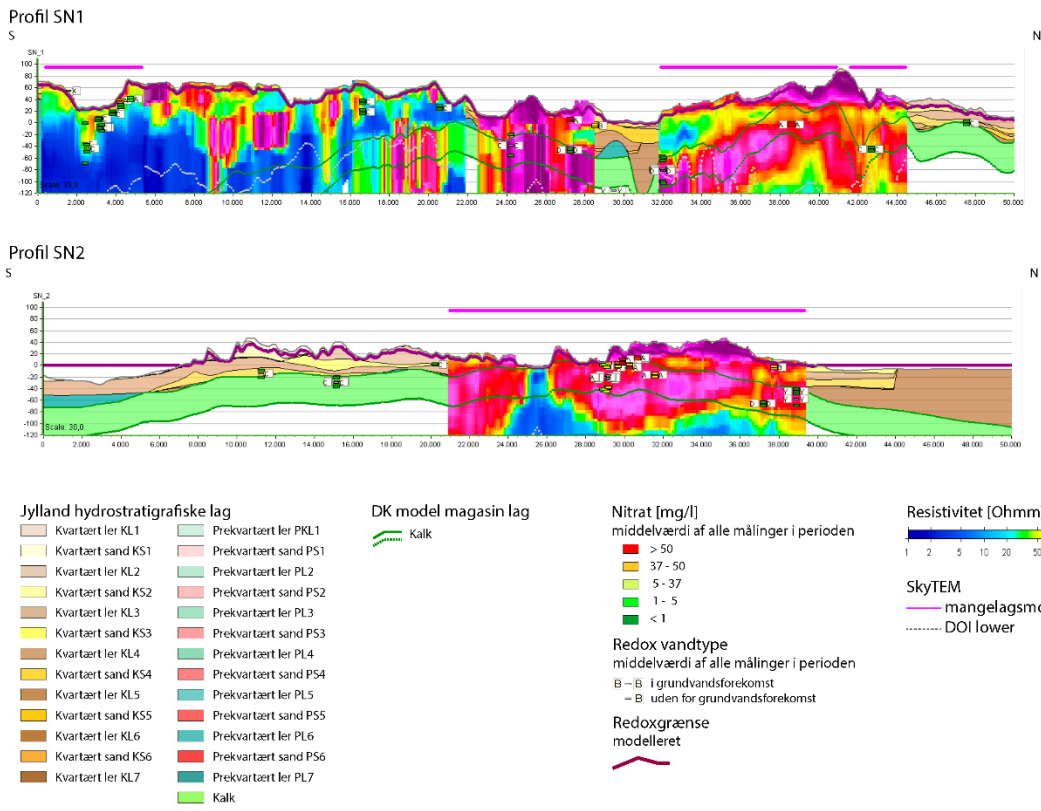 Profil SN1
S
N
SN_1
100
80
60
40
20
0
-20
-40
-60
-80
-100
-120
Scale: 30,0
0 2.000 4.000 6.000 8.000 10.000 12.000 14.000 16.000 18.000 20.000 22.000 24.000 26.000 28.000 30.000 32.000 34.000 36.000 38.000 40.000 42.000 44.000 46.000 48.000 50.000
Profil SN2
S
N
SN_2
100
80
60
40
20
0
-20
-40
-60
-80
-100
-120
Scale: 30,0
0 2.000 4.000 6.000 8.000 10.000 12.000 14.000 16.000 18.000 20.000 22.000 24.000 26.000 28.000 30.000 32.000 34.000 36.000 38.000 40.000 42.000 44.000 46.000 48.000 50.000
Jylland hydrostratigrafiske lag
Kvartært ler KL1
Kvartært sand KS1
Kvartært ler KL2
Kvartært sand KS2
Kvartært ler KL3
Kvartært sand KS3
Kvartært ler KL4
Kvartært sand KS4
Kvartært ler KL5
Kvartært sand KS5
Kvartært ler KL6
Kvartært sand KS6
Kvartært ler KL7
Prekvartært ler PKL1
Prekvartært sand PS1
Prekvartært ler PL2
Prekvartært sand PS2
Prekvartært ler PL3
Prekvartært sand PS3
Prekvartært ler PL4
Prekvartært sand PS4
Prekvartært ler PL5
Prekvartært sand PS5
Prekvartært ler PL6
Prekvartært sand PS6
Prekvartært ler PL7
Kalk
DK model magasin lag
Kalk
Nitrat [mg/l]
middelværdi af alle målinger i perioden
> 50
37 - 50
5 - 37
1 - 5
< 1
Redox vandtype
middelværdi af alle målinger i perioden
B B i grundvandsforekomst
B uden for grundvandsforekomst
Redoxgrænse
modelleret
Resistivitet [Ohmm
1 2 5 10 20 50
SkyTEM
mangelagsmo
DOI lower